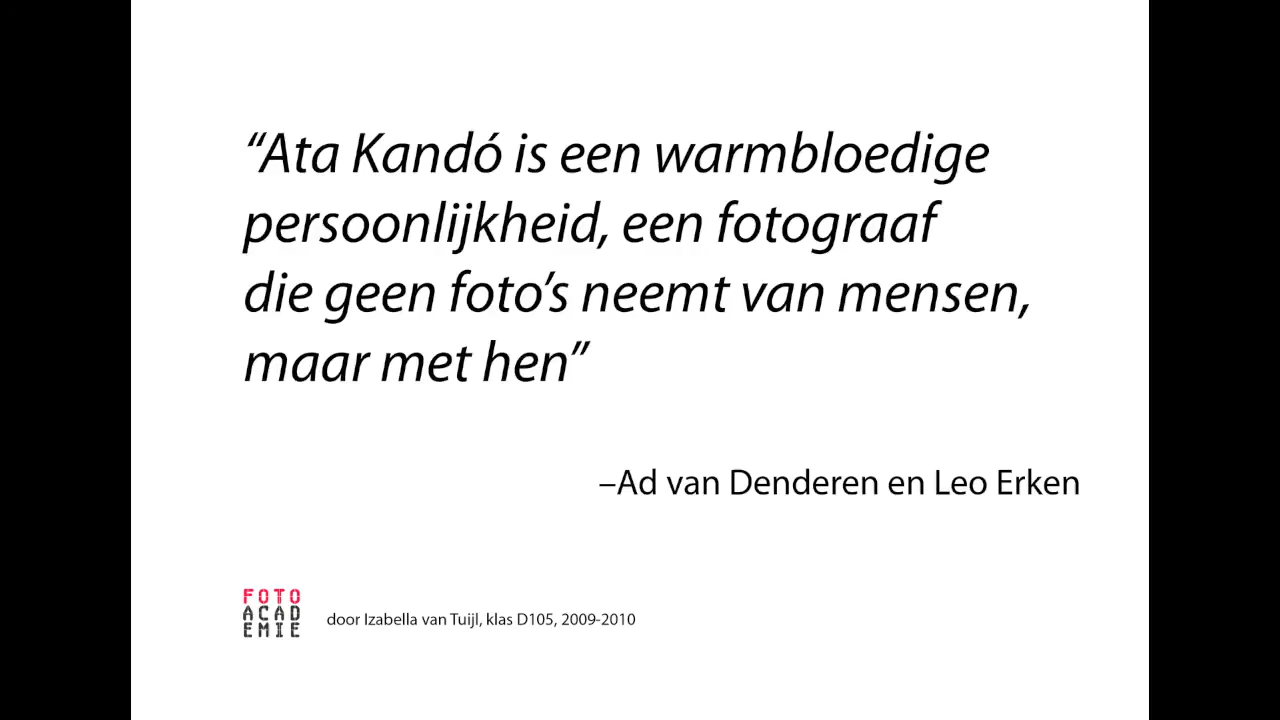 “Ata Kandó is een warmbloedige
persoonlijkheid, een fotograaf
die geen foto’s neemt van mensen,
maar met hen”
–Ad van Denderen en Leo Erken
FOTO
ACAD
EMIE
door Izabella van Tuijl, klas D105, 2009-2010